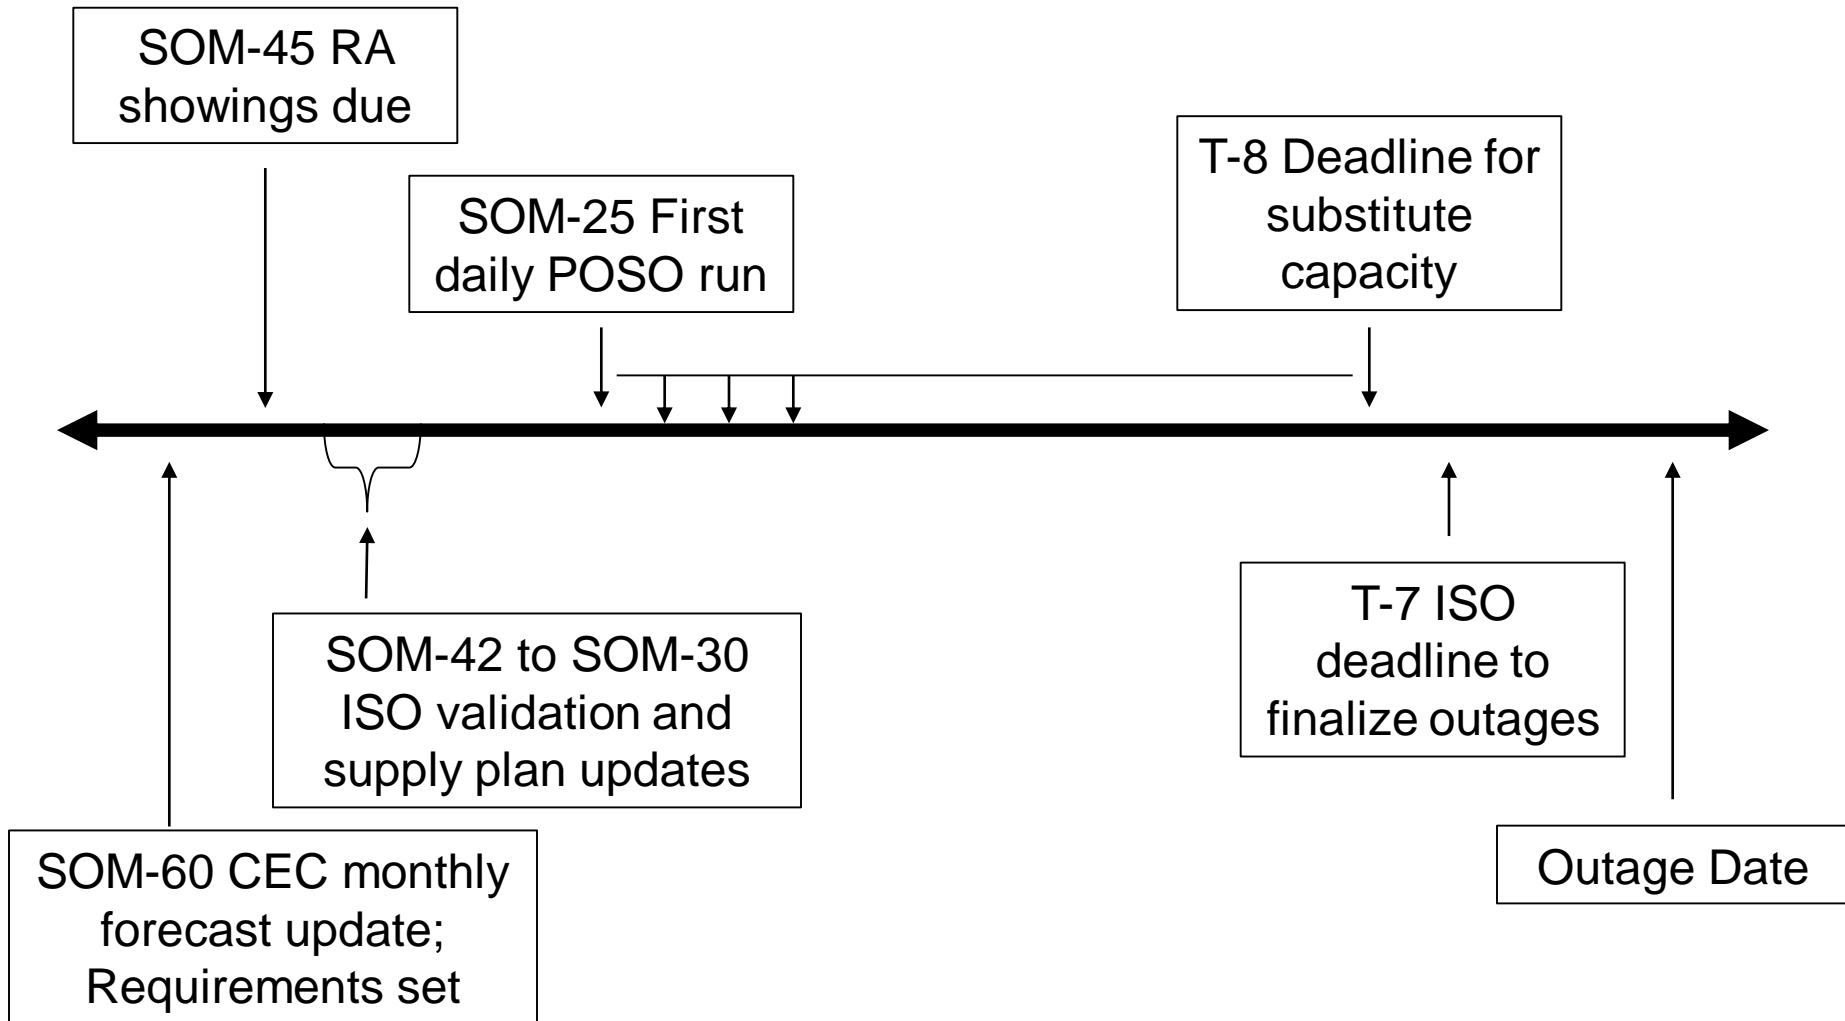 SOM-45 RA
showings due
SOM-25 First
daily POSO run
T-8 Deadline for
substitute
capacity
SOM-42 to SOM-30
ISO validation and
supply plan updates
T-7 ISO
deadline to
finalize outages
SOM-60 CEC monthly
forecast update;
Requirements set
Outage Date